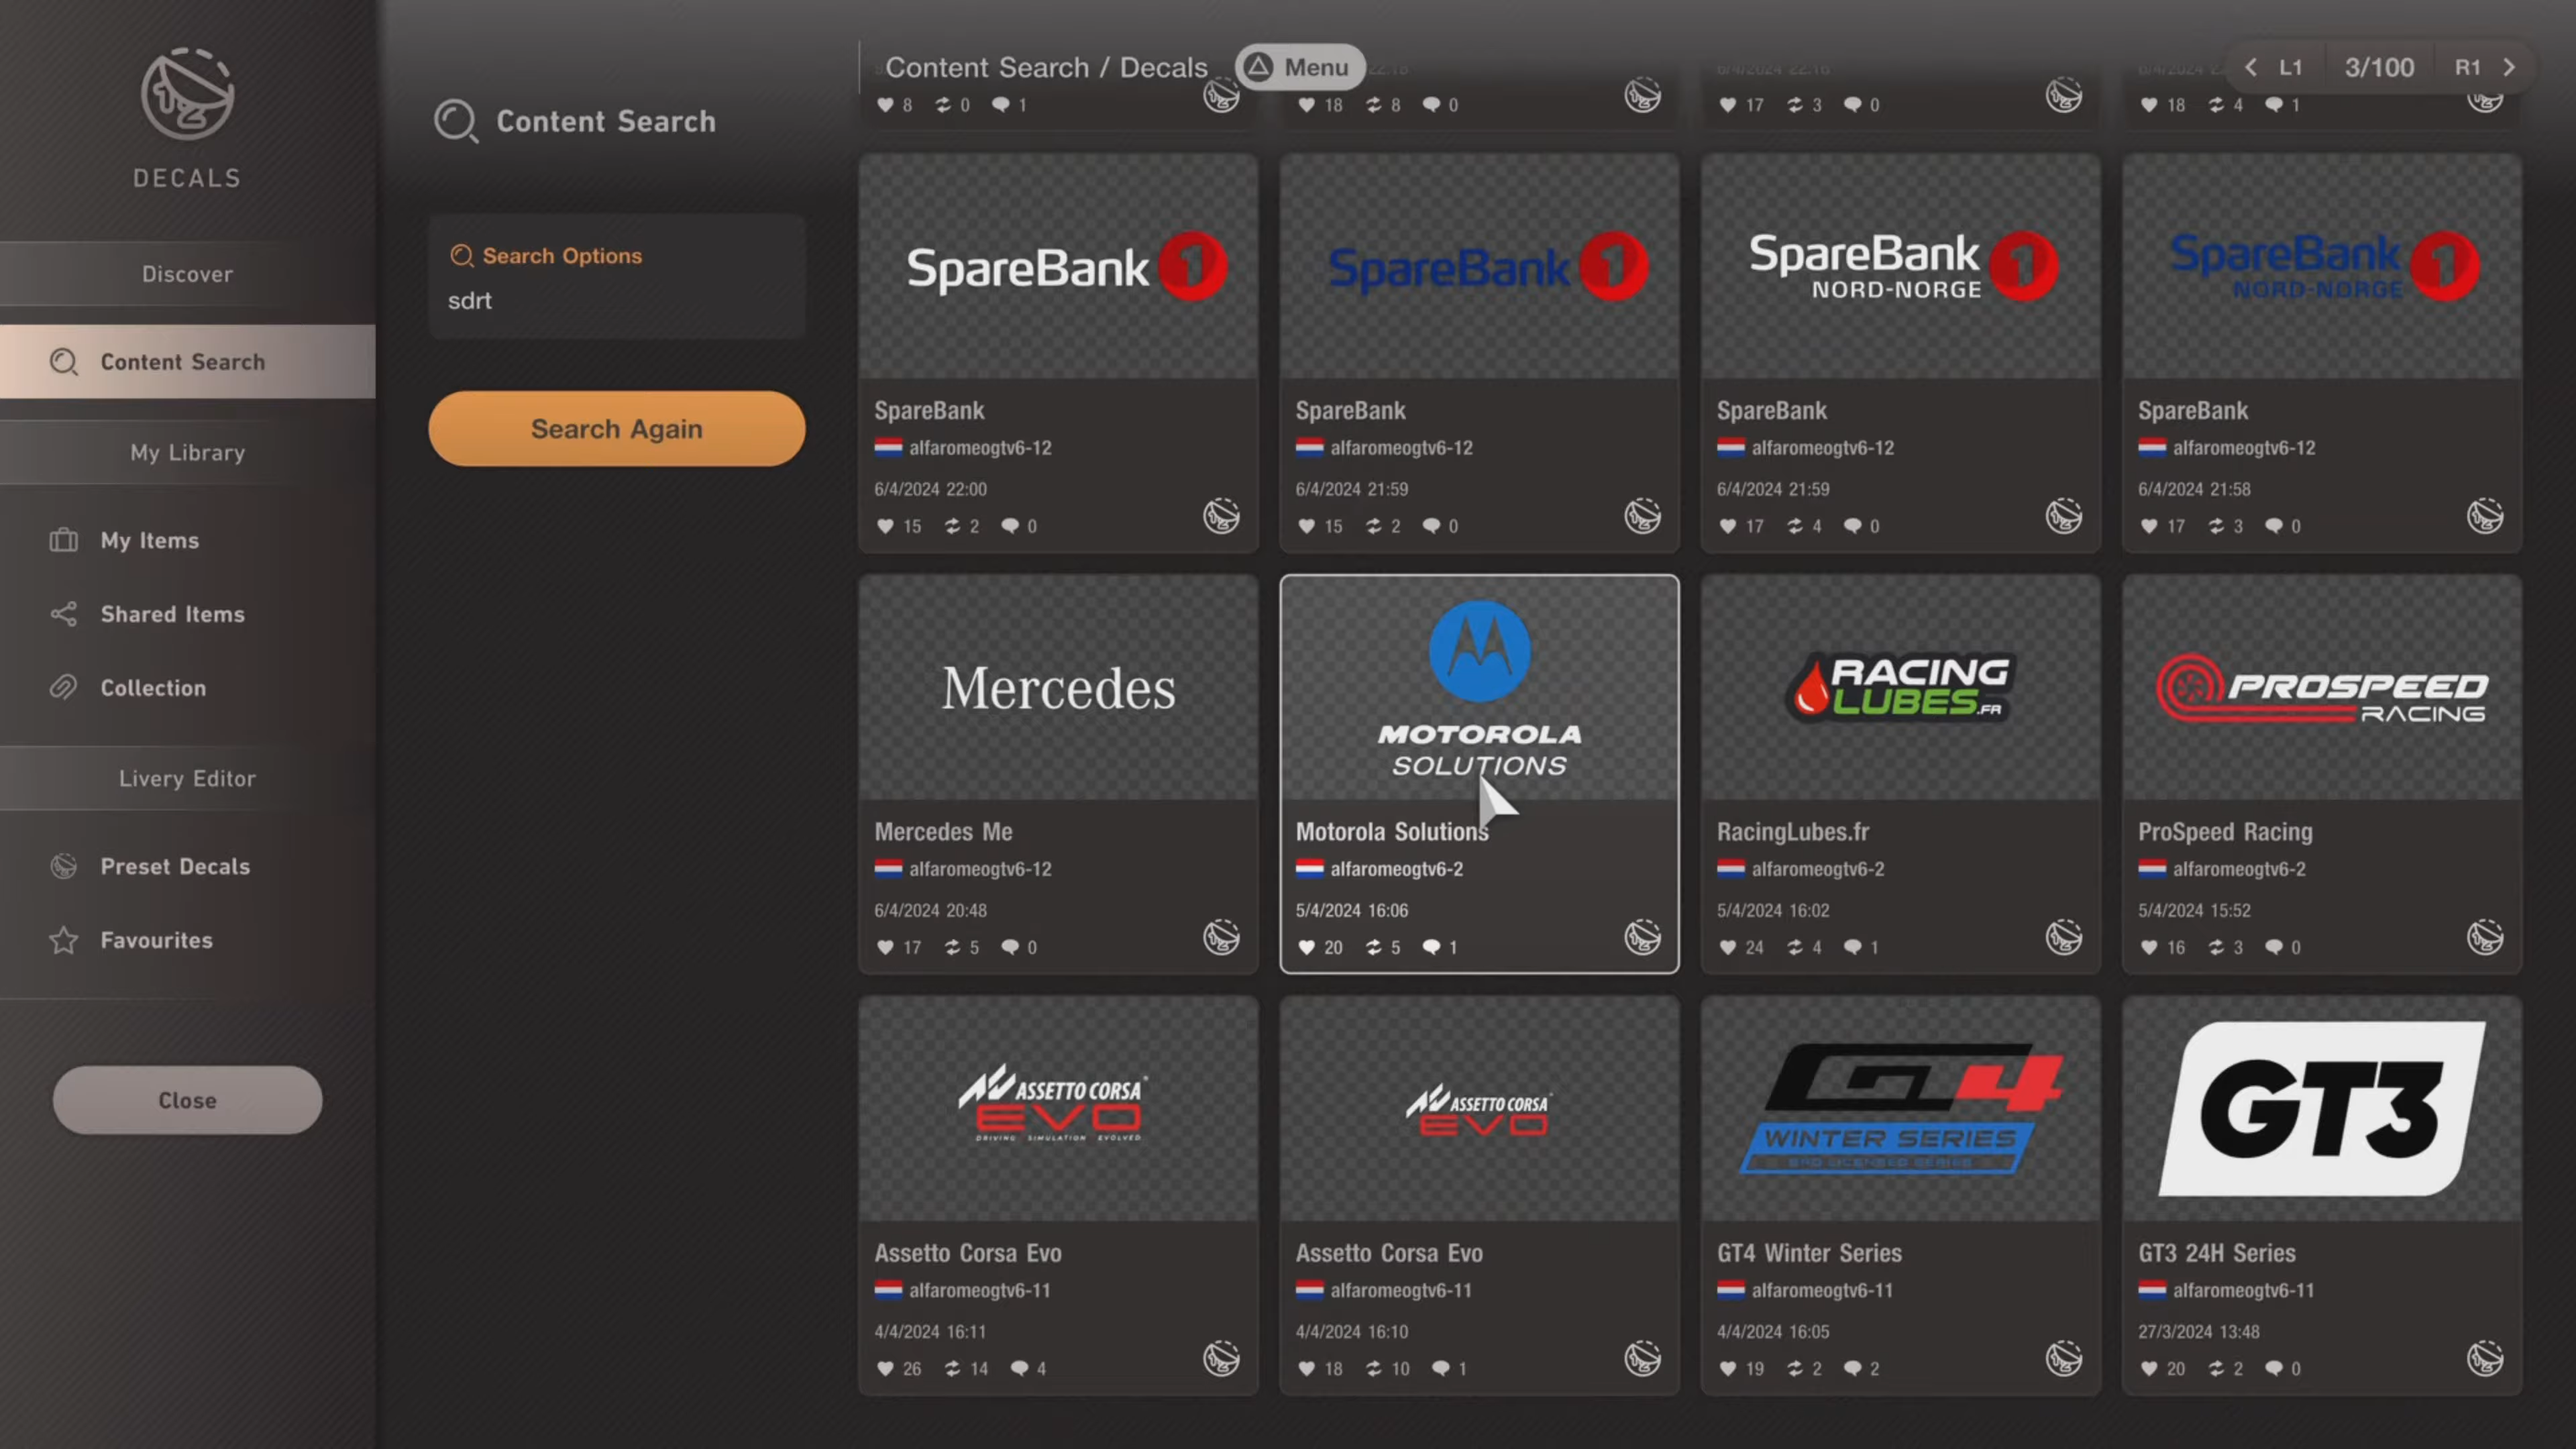 DECALS
Discover
Content Search
My Library
My Items
Shared Items
Collection
Livery Editor
Preset Decals
Favourites
Close
Content Search
Search Options
sdrt
Search Again
Content Search / Decals
Menu
L1
3/100
R1
8 0 1
18 8 0
17 3 0
18 4 1
SpareBank 1
SpareBank
alfaromeogtv6-12
6/4/2024 22:00
15 2 0
SpareBank 1
SpareBank
alfaromeogtv6-12
6/4/2024 21:59
15 2 0
SpareBank 1
NORD-NORGE
SpareBank
alfaromeogtv6-12
6/4/2024 21:59
17 4 0
SpareBank 1
NORD-NORGE
SpareBank
alfaromeogtv6-12
6/4/2024 21:58
17 3 0
Mercedes
Mercedes Me
alfaromeogtv6-12
6/4/2024 20:48
17 5 0
MOTOROLA
SOLUTIONS
Motorola Solutions
alfaromeogtv6-2
5/4/2024 16:06
20 5 1
RACING
LUBES.FR
RacingLubes.fr
alfaromeogtv6-2
5/4/2024 16:02
24 4 1
PROSPEED
RACING
ProSpeed Racing
alfaromeogtv6-2
5/4/2024 15:52
16 3 0
ASSETTO CORSA
EVO
DRIVING SIMULATION EVOLVED
Assetto Corsa Evo
alfaromeogtv6-11
4/4/2024 16:11
26 14 4
ASSETTO CORSA
EVO
Assetto Corsa Evo
alfaromeogtv6-11
4/4/2024 16:10
18 10 1
GT4
WINTER SERIES
GT4 Winter Series
alfaromeogtv6-11
4/4/2024 16:05
19 2 2
GT3
GT3 24H Series
alfaromeogtv6-11
27/3/2024 13:48
20 2 0